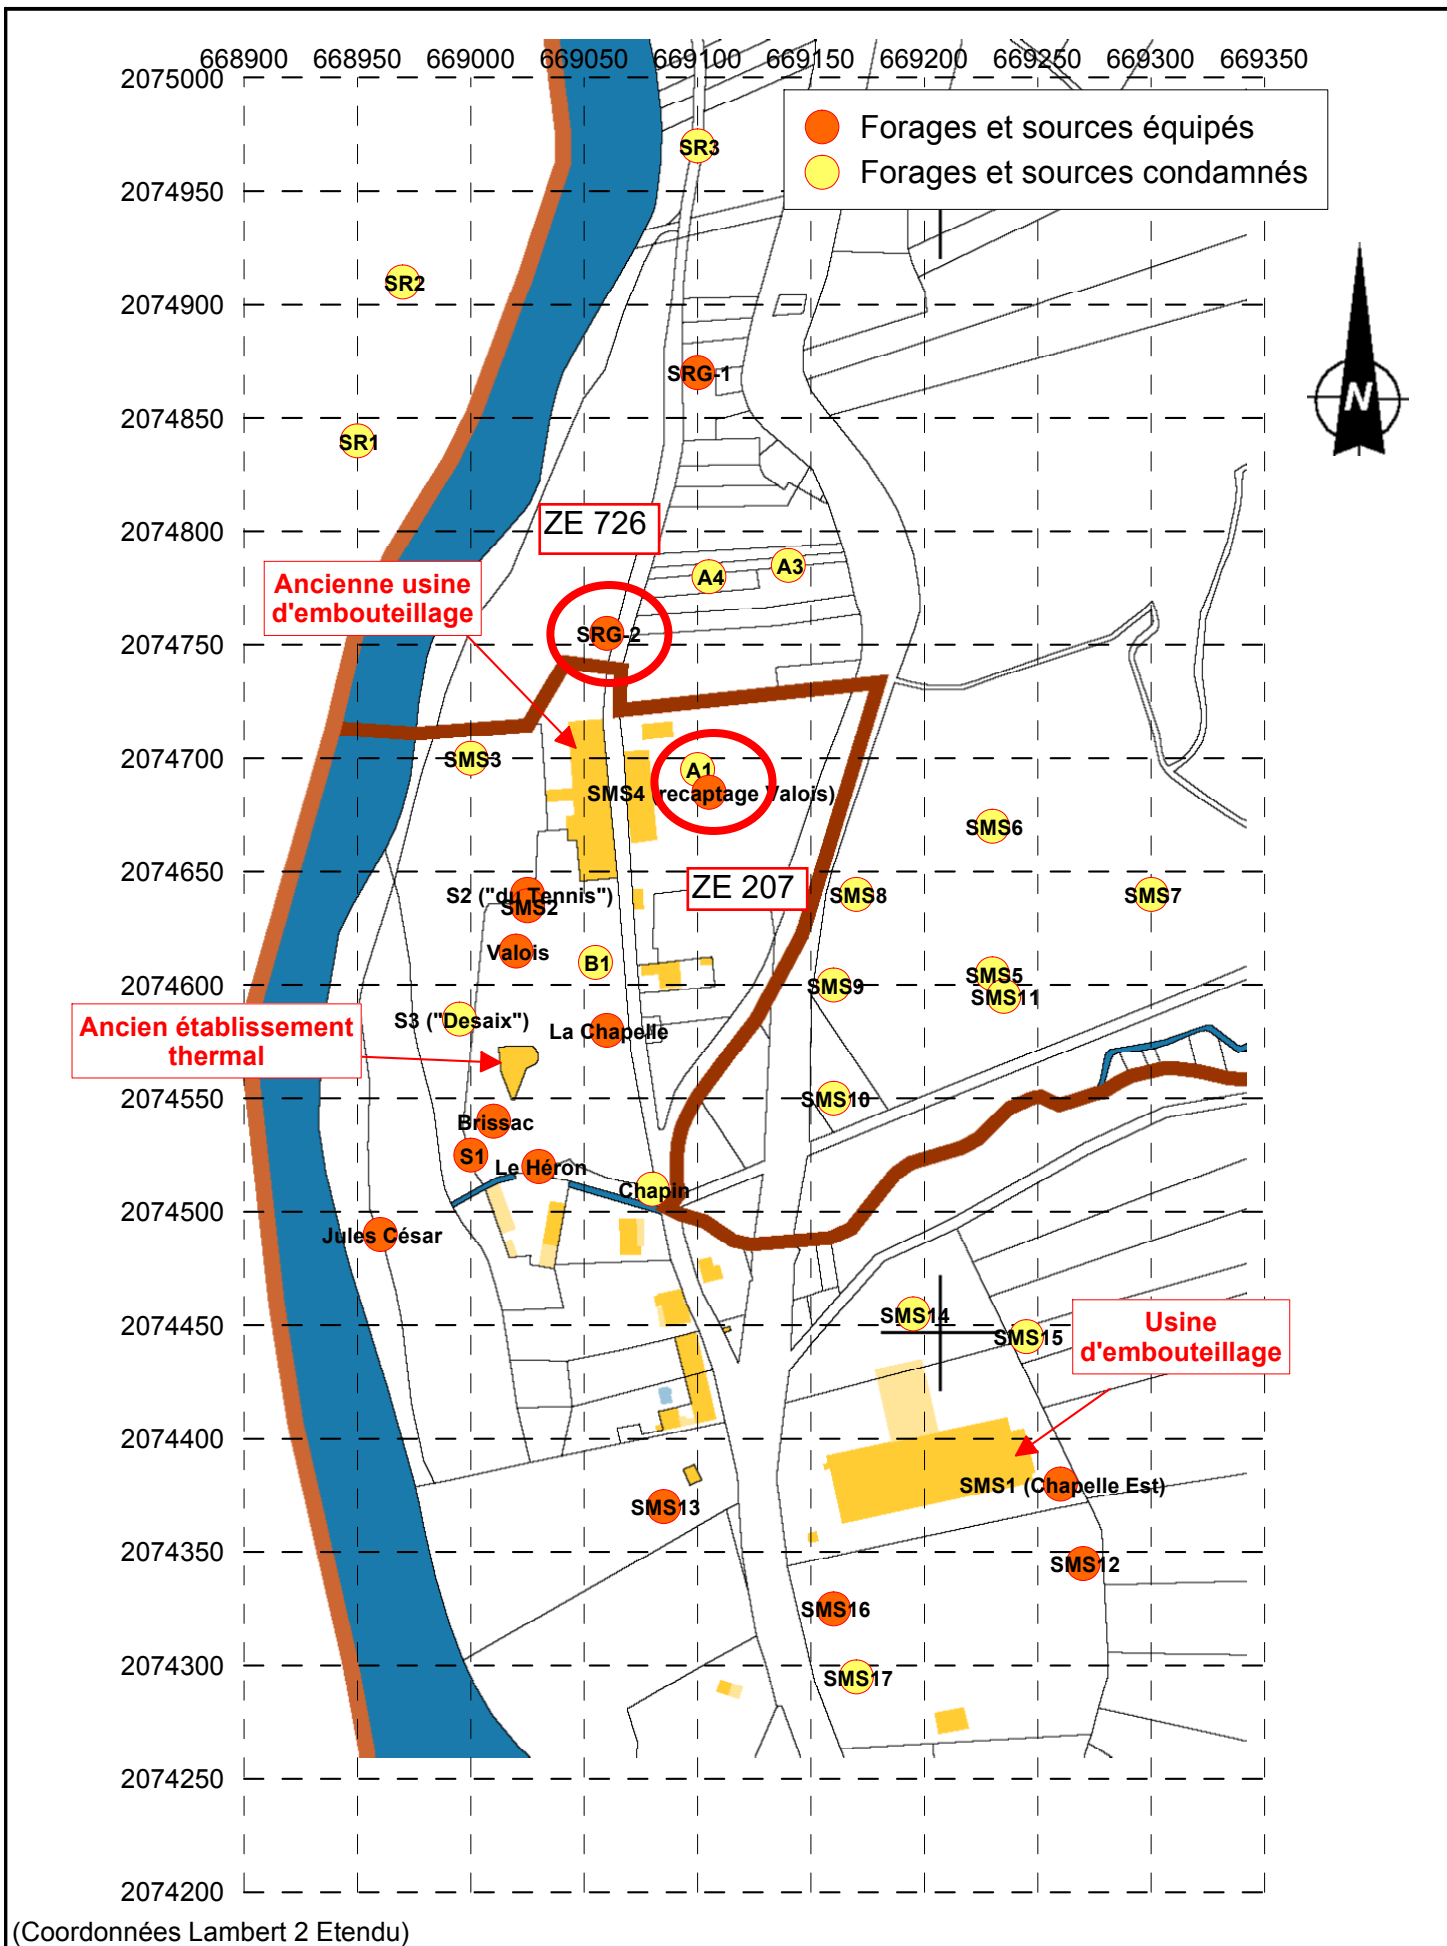 668900 668950 669000 669050 669100 669150 669200 669250 669300 669350
2075000
Forages et sources équipés
SR3
Forages et sources condamnés
2074950
SR2
2074900
SRG-1
N
2074850
SR1
2074800
ZE 726
A3
A4
Ancienne usine
d'embouteillage
SRG-2
2074750
2074700
SMS3
A1
SMS4 (recaptage Valois)
SMS6
2074650
ZE 207
S2 ("du Tennis")
SMS8
SMS7
SMS2
Valois
B1
SMS5
2074600
SMS9
SMS11
Ancien établissement
thermal
S3 ("Desaix")
La Chapelle
2074550
SMS10
Brissac
S1
Le Héron
Chapin
2074500
Jules César
2074450
SMS14
SMS15
Usine
d'embouteillage
2074400
SMS1 (Chapelle Est)
SMS13
2074350
SMS12
SMS16
2074300
SMS17
2074250
2074200
(Coordonnées Lambert 2 Etendu)